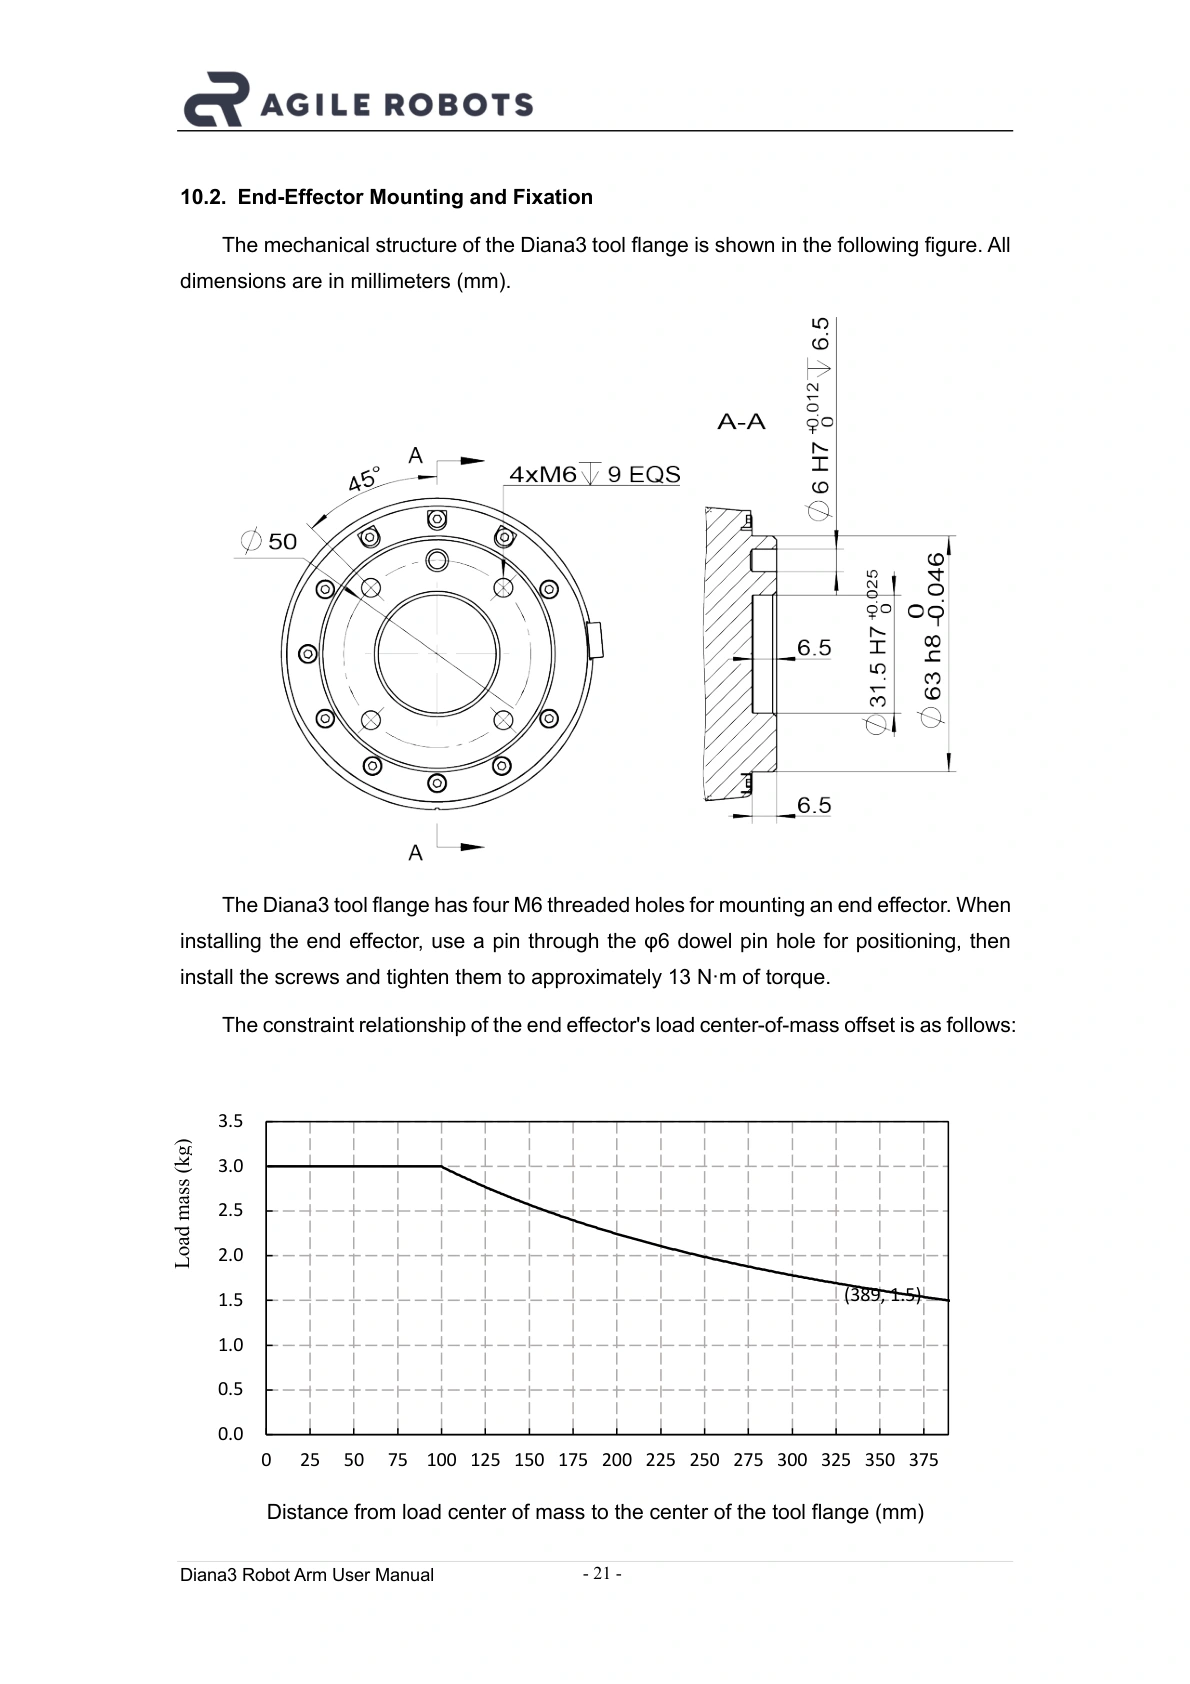 AGILE ROBOTS
10.2. End-Effector Mounting and Fixation
The mechanical structure of the Diana3 tool flange is shown in the following figure. All
dimensions are in millimeters (mm).
A
45°
4xM6↧ 9 EQS
∅ 50
A
A-A
∅ 6 H7 +0.012 0 ↧ 6.5
6.5
∅ 31.5 H7 +0.025 0
∅ 63 h8 0 -0.046
6.5
The Diana3 tool flange has four M6 threaded holes for mounting an end effector. When
installing the end effector, use a pin through the φ6 dowel pin hole for positioning, then
install the screws and tighten them to approximately 13 N·m of torque.
The constraint relationship of the end effector's load center-of-mass offset is as follows:
Load mass (kg)
3.5
3.0
2.5
2.0
1.5
1.0
0.5
0.0
(389, 1.5)
0 25 50 75 100 125 150 175 200 225 250 275 300 325 350 375
Distance from load center of mass to the center of the tool flange (mm)
Diana3 Robot Arm User Manual - 21 -